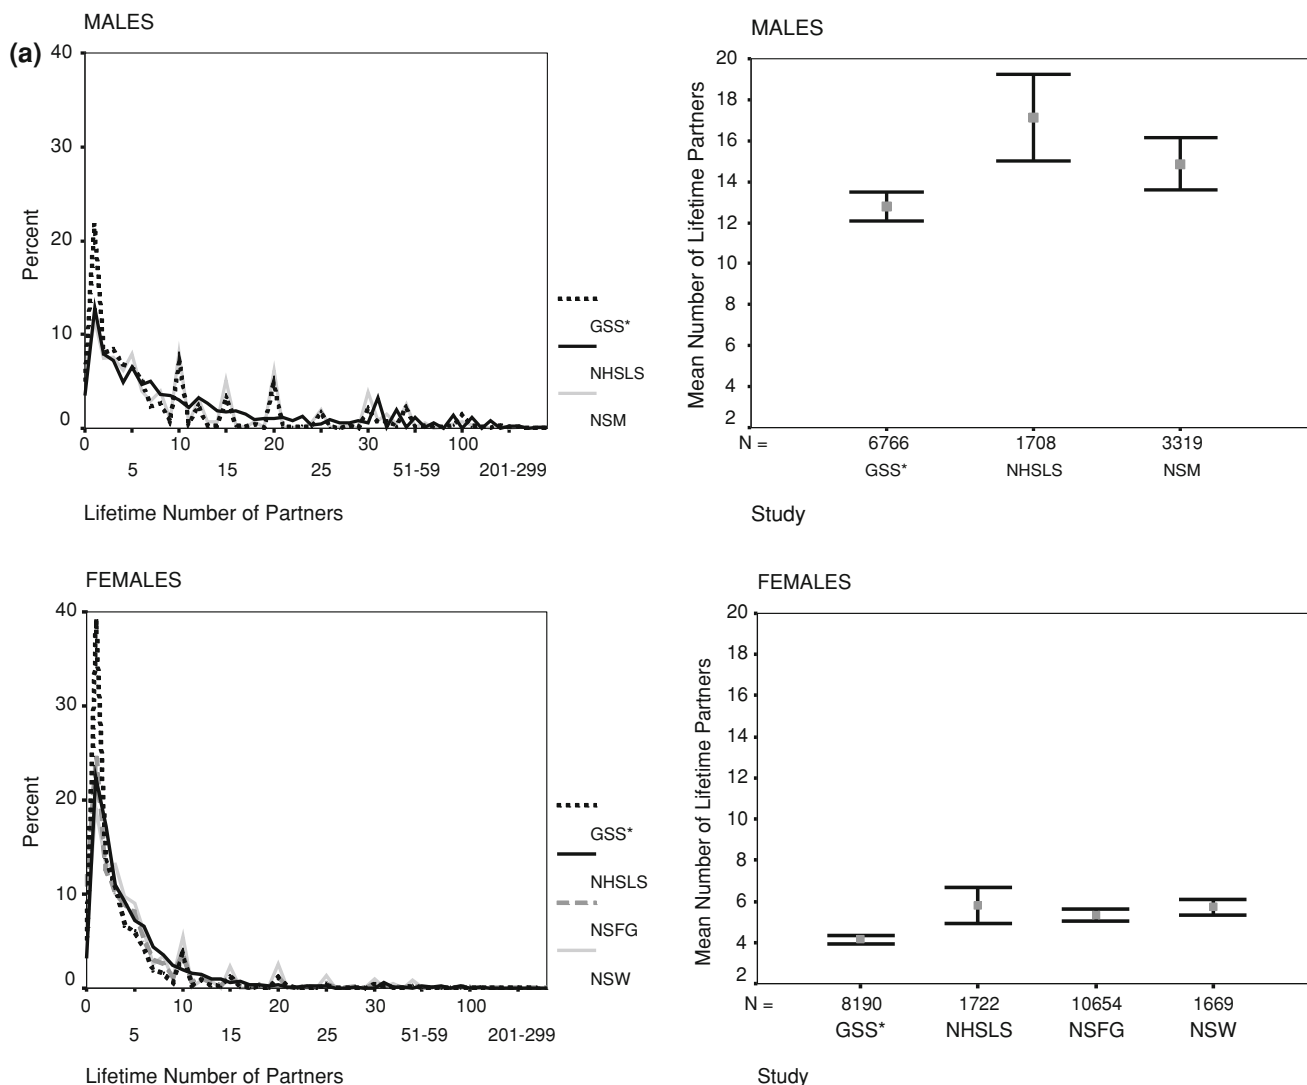 (a)
MALES
40
30
20
10
0
Percent
0 10 20 30 100
5 15 25 51-59 201-299
Lifetime Number of Partners
GSS*
NHSLS
NSM
MALES
20
18
16
14
12
10
8
6
4
2
Mean Number of Lifetime Partners
N = 6766 1708 3319
GSS* NHSLS NSM
Study
FEMALES
40
30
20
10
0
Percent
0 10 20 30 100
5 15 25 51-59 201-299
Lifetime Number of Partners
GSS*
NHSLS
NSFG
NSW
FEMALES
20
18
16
14
12
10
8
6
4
2
Mean Number of Lifetime Partners
N = 8190 1722 10654 1669
GSS* NHSLS NSFG NSW
Study